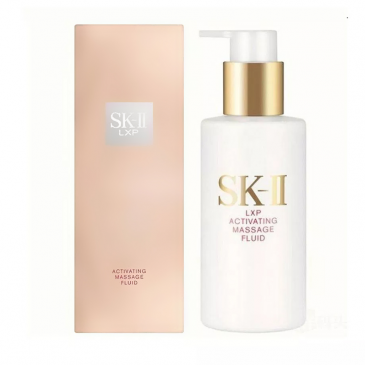 SK-II
LXP
ACTIVATING
MASSAGE
FLUID
SK-II
LXP
ACTIVATING
MASSAGE
FLUID